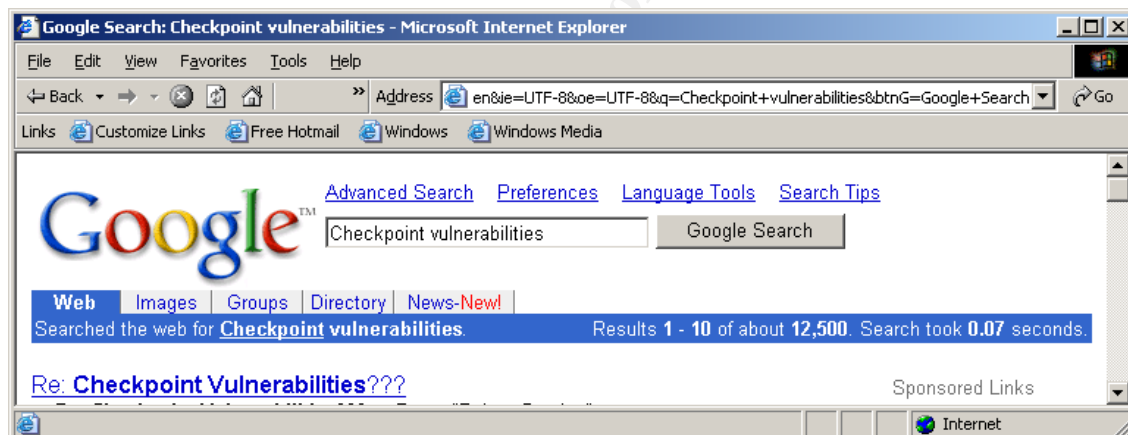 Google Search: Checkpoint vulnerabilities - Microsoft Internet Explorer
File Edit View Favorites Tools Help
Back » Address en&ie=UTF-8&oe=UTF-8&q=Checkpoint+vulnerabilities&btnG=Google+Search Go
Links Customize Links Free Hotmail Windows Windows Media
Advanced Search Preferences Language Tools Search Tips
Google™ Checkpoint vulnerabilities Google Search
Web Images Groups Directory News-New!
Searched the web for Checkpoint vulnerabilities. Results 1 - 10 of about 12,500. Search took 0.07 seconds.
Re: Checkpoint Vulnerabilities???
Sponsored Links
Internet